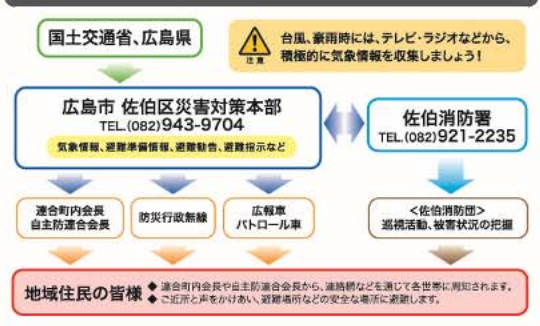 国土交通省、広島県
注意
台風、豪雨時には、テレビ・ラジオなどから、
積極的に気象情報を収集しましょう！
広島市 佐伯区災害対策本部
TEL.(082)943-9704
気象情報、避難準備情報、避難勧告、避難指示など
佐伯消防署
TEL.(082)921-2235
連合町内会長
自主防連合会長
防災行政無線
広報車
パトロール車
＜佐伯消防団＞
巡視活動、被害状況の把握
地域住民の皆様
◆ 連合町内会長や自主防連合会長から、連絡網などを通じて各世帯に周知されます。
◆ ご近所と声をかけあい、避難場所などの安全な場所に避難します。